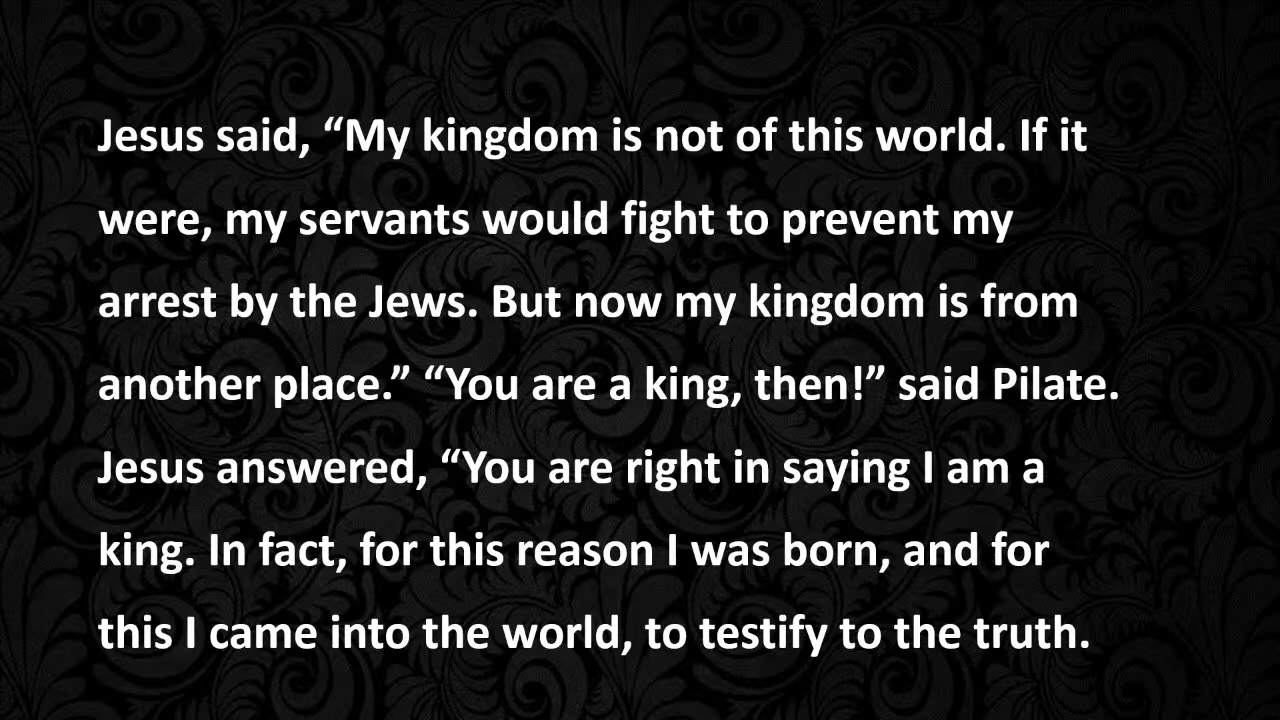 Jesus said, “My kingdom is not of this world. If it
were, my servants would fight to prevent my
arrest by the Jews. But now my kingdom is from
another place.” “You are a king, then!” said Pilate.
Jesus answered, “You are right in saying I am a
king. In fact, for this reason I was born, and for
this I came into the world, to testify to the truth.